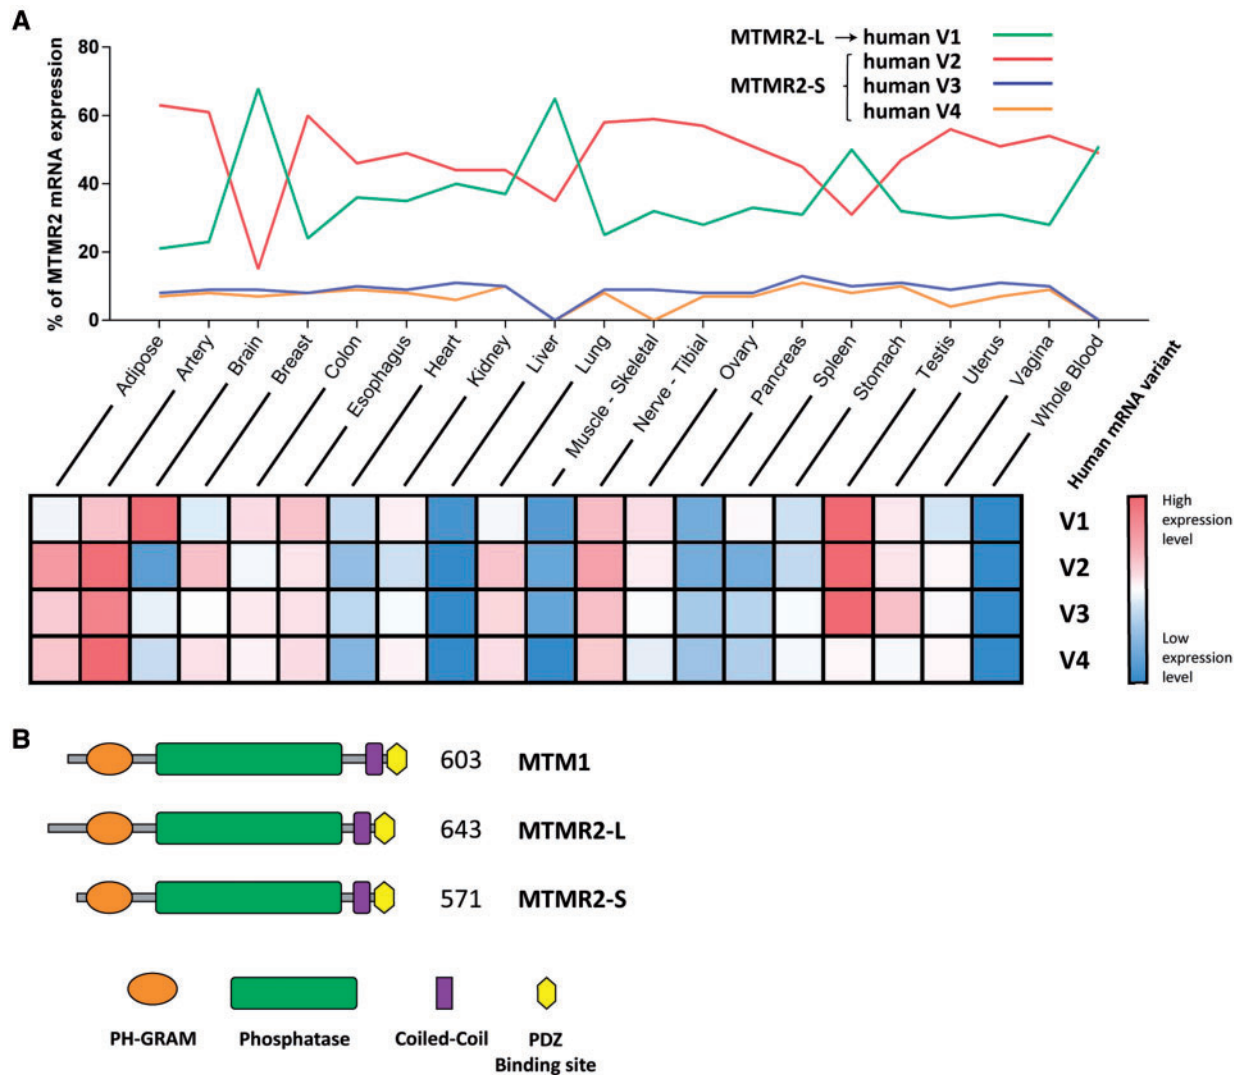 A
MTMR2-L → human V1
human V2
MTMR2-S
human V3
human V4
% of MTMR2 mRNA expression
80
60
40
20
0
Adipose
Artery
Brain
Breast
Colon
Esophagus
Heart
Kidney
Liver
Lung
Muscle - Skeletal
Nerve - Tibial
Ovary
Pancreas
Spleen
Stomach
Testis
Uterus
Vagina
Whole Blood
Human mRNA variant
V1
V2
V3
V4
High
expression
level
Low
expression
level
B
603 MTM1
643 MTMR2-L
571 MTMR2-S
PH-GRAM
Phosphatase
Coiled-Coil
PDZ
Binding site